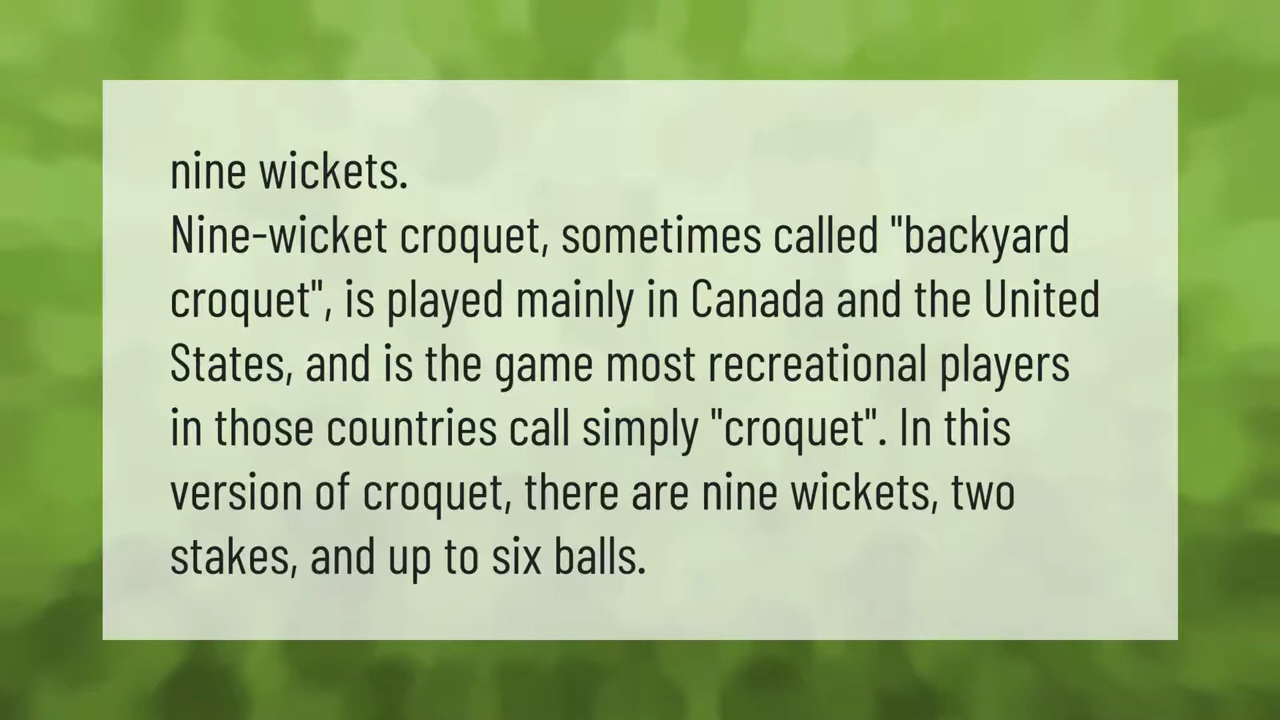 nine wickets.
Nine-wicket croquet, sometimes called "backyard
croquet", is played mainly in Canada and the United
States, and is the game most recreational players
in those countries call simply "croquet". In this
version of croquet, there are nine wickets, two
stakes, and up to six balls.